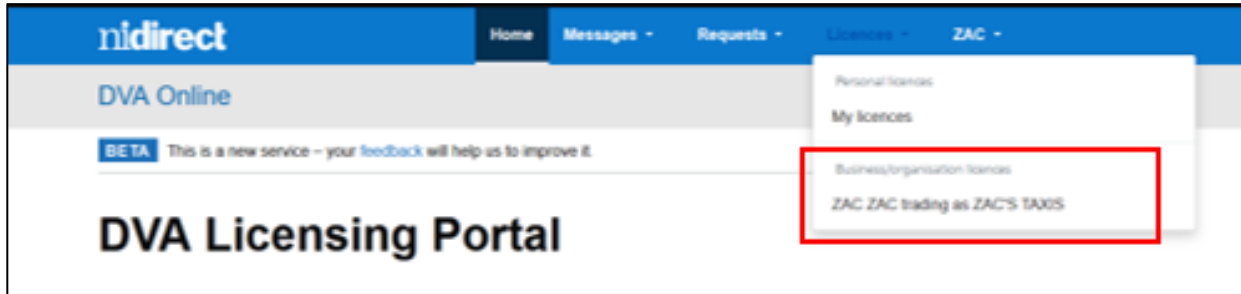 nidirect Home Messages - Requests - Licences - ZAC -
DVA Online
Personal licences
My licences
BETA This is a new service – your feedback will help us to improve it.
Business/organisation licences
ZAC ZAC trading as ZAC'S TAXIS
DVA Licensing Portal